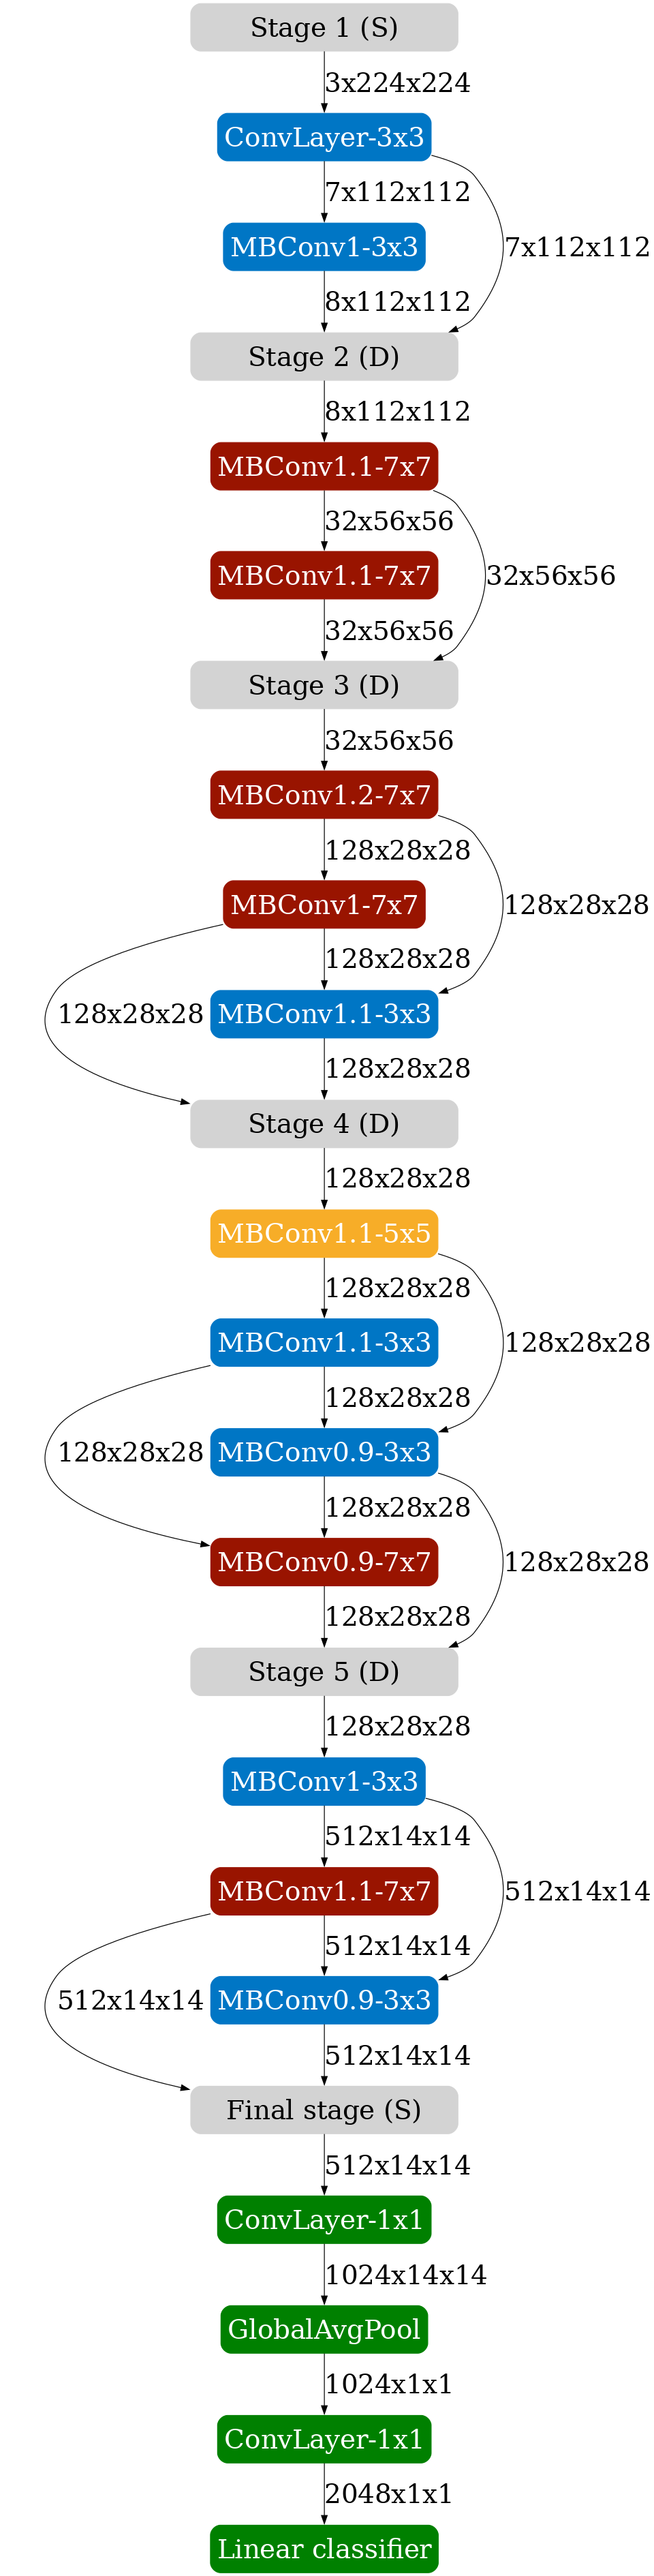 Stage 1 (S)
3x224x224
ConvLayer-3x3
7x112x112
MBConv1-3x3
7x112x112
8x112x112
Stage 2 (D)
8x112x112
MBConv1.1-7x7
32x56x56
MBConv1.1-7x7
32x56x56
32x56x56
Stage 3 (D)
32x56x56
MBConv1.2-7x7
128x28x28
MBConv1-7x7
128x28x28
128x28x28
128x28x28
MBConv1.1-3x3
128x28x28
Stage 4 (D)
128x28x28
MBConv1.1-5x5
128x28x28
MBConv1.1-3x3
128x28x28
128x28x28
128x28x28
MBConv0.9-3x3
128x28x28
MBConv0.9-7x7
128x28x28
128x28x28
Stage 5 (D)
128x28x28
MBConv1-3x3
512x14x14
MBConv1.1-7x7
512x14x14
512x14x14
512x14x14
MBConv0.9-3x3
512x14x14
Final stage (S)
512x14x14
ConvLayer-1x1
1024x14x14
GlobalAvgPool
1024x1x1
ConvLayer-1x1
2048x1x1
Linear classifier